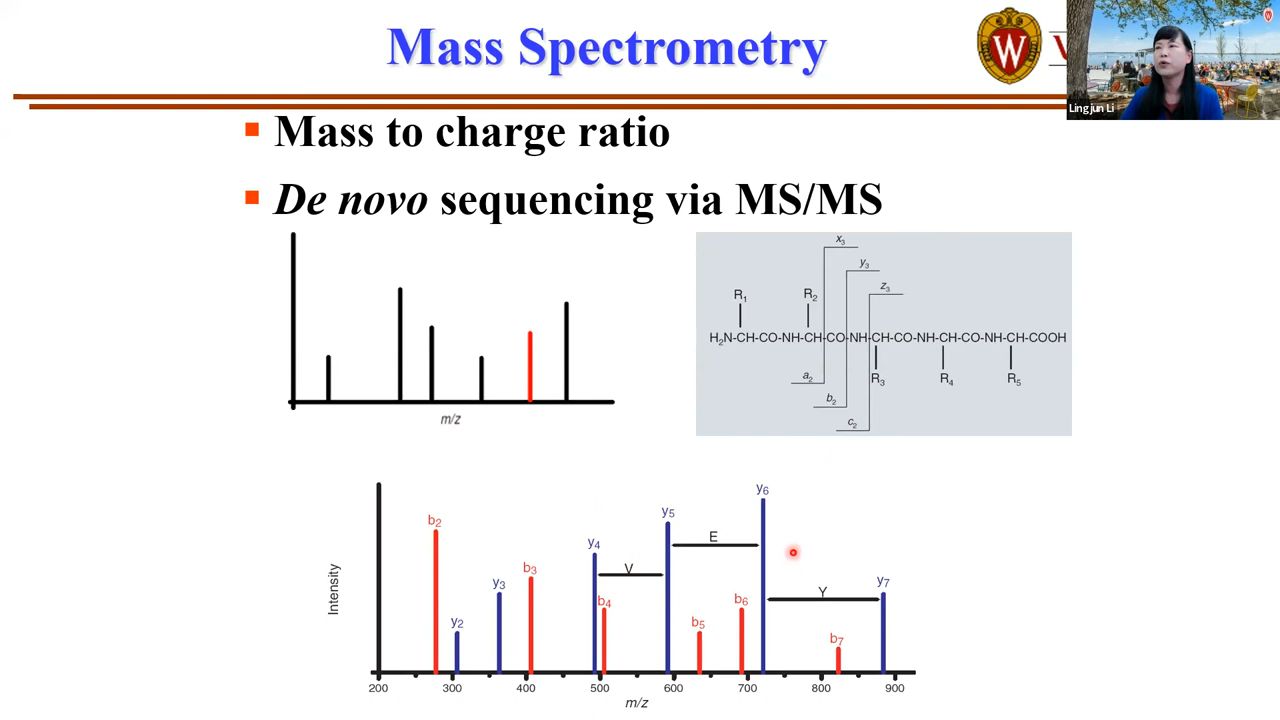 Mass Spectrometry
W
Lingjun Li
Mass to charge ratio
De novo sequencing via MS/MS
m/z
x3
y3
z3
R1
R2
H2N-CH-CO-NH-CH-CO-NH-CH-CO-NH-CH-CO-NH-CH-COOH
R3
R4
R5
a2
b2
c2
Intensity
b2
y2
y3
b3
y4
V
b4
y5
E
b5
b6
y6
Y
b7
y7
200 300 400 500 600 700 800 900
m/z